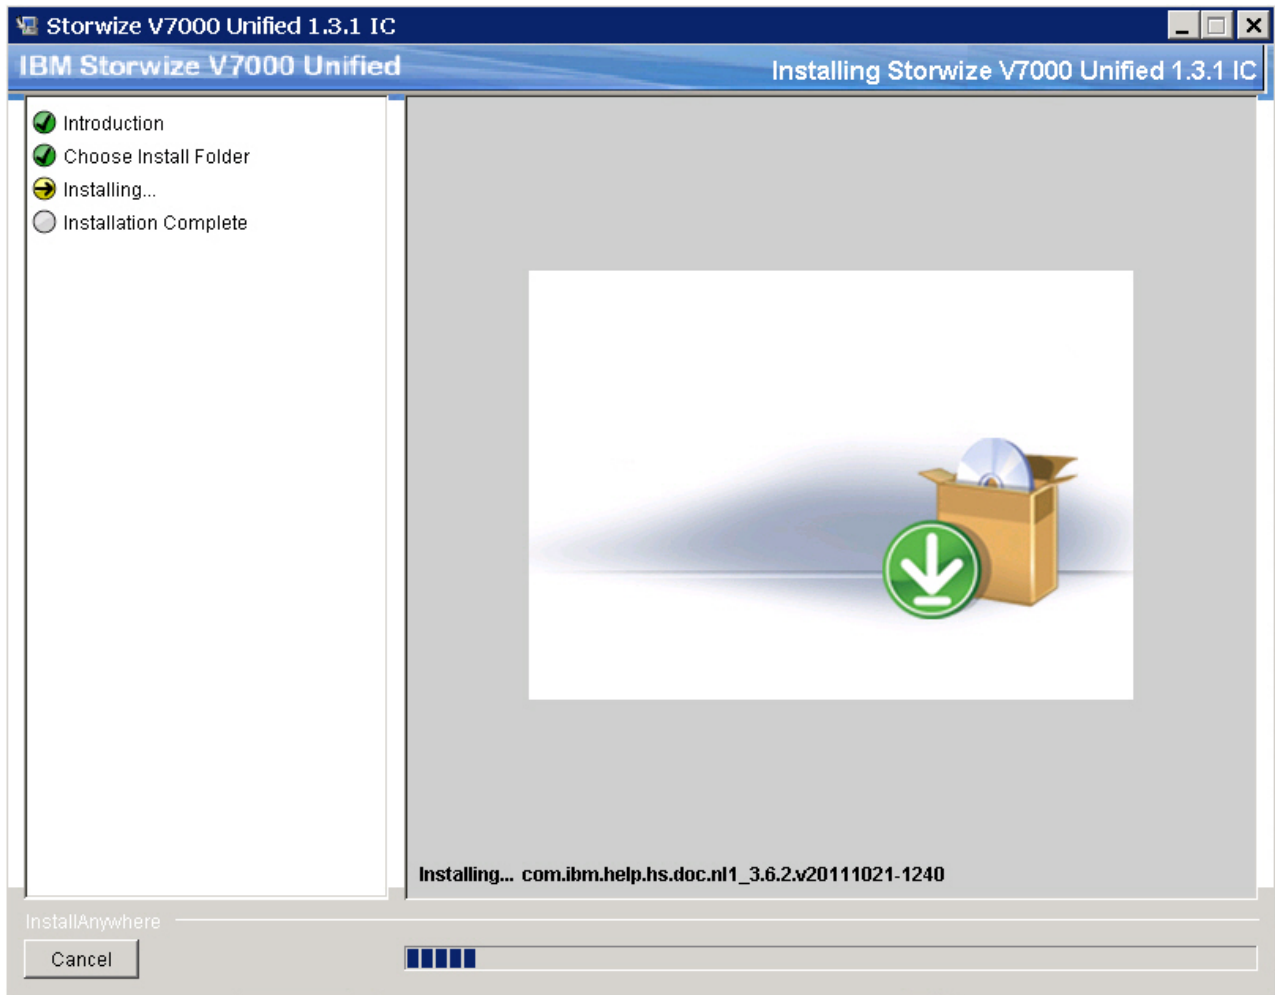 Storwize V7000 Unified 1.3.1 IC
IBM Storwize V7000 Unified
Installing Storwize V7000 Unified 1.3.1 IC
Introduction
Choose Install Folder
Installing...
Installation Complete
Installing... com.ibm.help.hs.doc.nl1_3.6.2.v20111021-1240
InstallAnywhere
Cancel